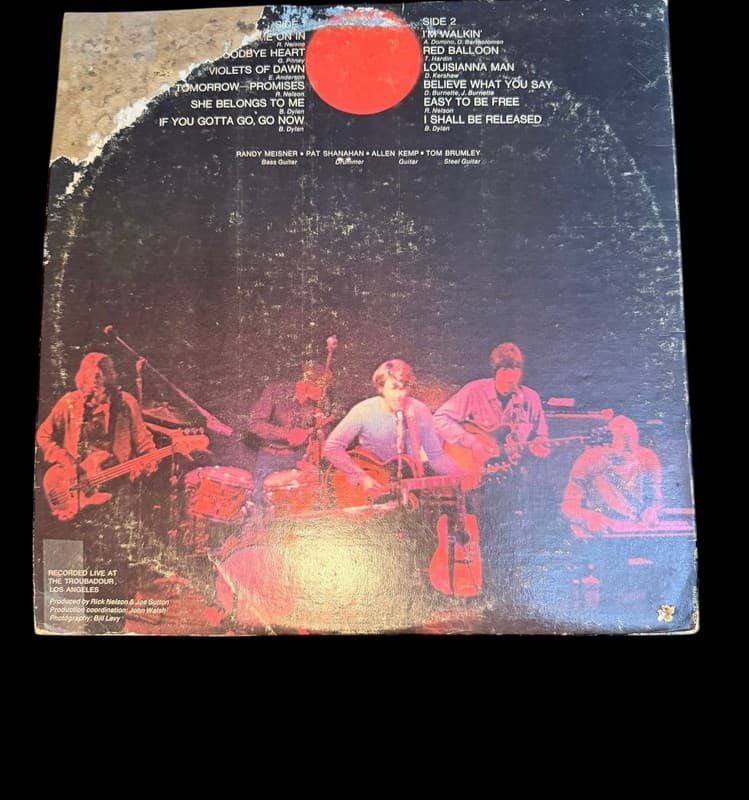 SIDE
ME ON IN
R. Nelson
GOODBYE HEART
G. Pitney
VIOLETS OF DAWN
E. Anderson
TOMORROW PROMISES
R. Nelson
SHE BELONGS TO ME
B. Dylan
IF YOU GOTTA GO, GO NOW
B. Dylan
SIDE 2
I'M WALKIN'
A. Domino, D. Bartholomen
RED BALLOON
T. Hardin
LOUISIANNA MAN
D. Kershaw
BELIEVE WHAT YOU SAY
D. Burnette, J. Burnette
EASY TO BE FREE
R. Nelson
I SHALL BE RELEASED
B. Dylan
RANDY MEISNER • PAT SHANAHAN • ALLEN KEMP • TOM BRUMLEY
Bass Guitar Drummer Guitar Steel Guitar
RECORDED LIVE AT
THE TROUBADOUR,
LOS ANGELES
Produced by Rick Nelson & Joe Sutton
Production coordination: John Walsh
Photography: Bill Levy